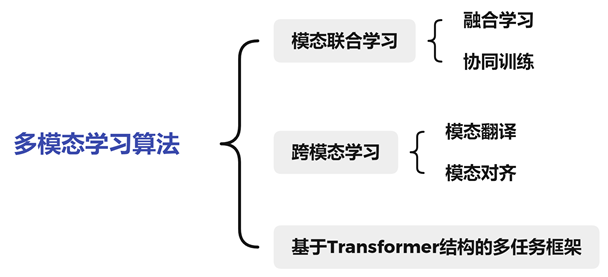 多模态学习算法
模态联合学习
融合学习
协同训练
跨模态学习
模态翻译
模态对齐
基于Transformer结构的多任务框架